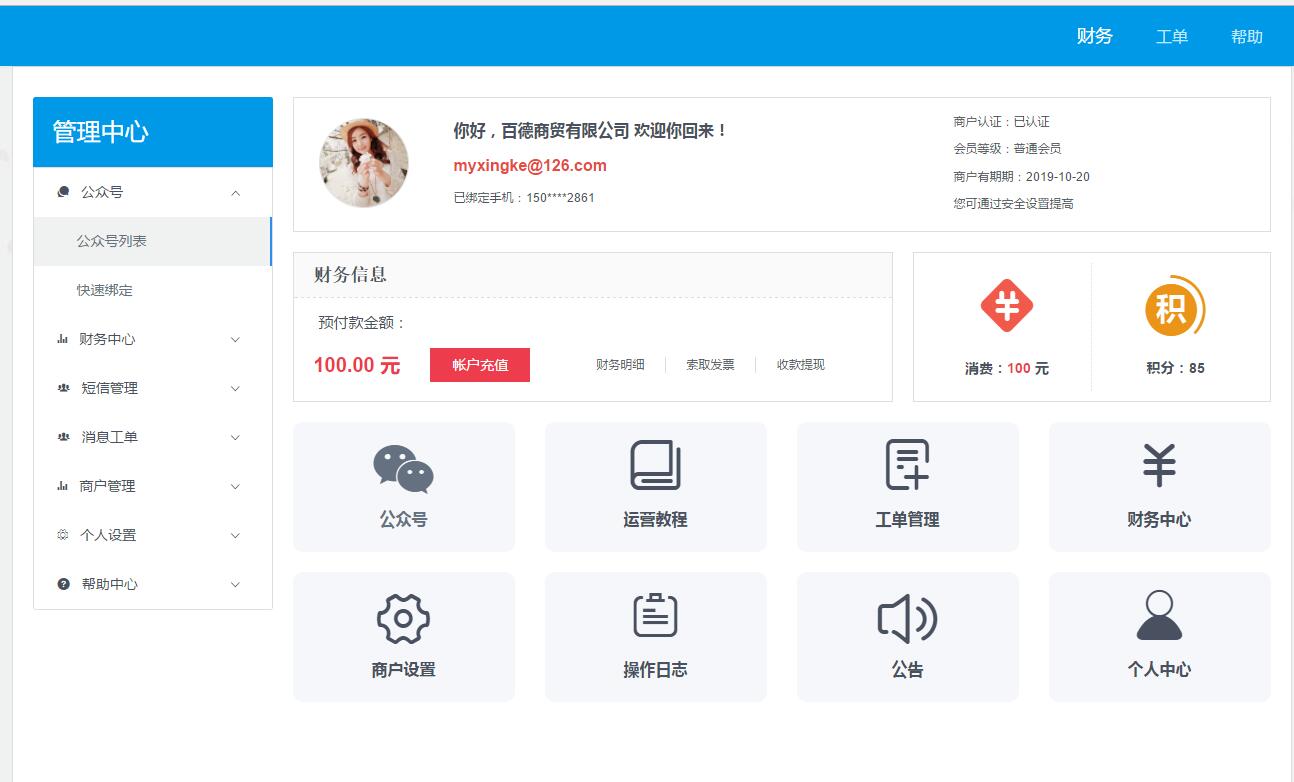 财务 工单 帮助
管理中心
公众号
公众号列表
快速绑定
财务中心
短信管理
消息工单
商户管理
个人设置
帮助中心
你好，百德商贸有限公司 欢迎你回来！
myxingke@126.com
已绑定手机：150****2861
商户认证：已认证
会员等级：普通会员
商户有期期：2019-10-20
您可通过安全设置提高
财务信息
预付款金额：
100.00 元 帐户充值 财务明细 索取发票 收款提现
积
消费：100 元 积分：85
公众号 运营教程 工单管理 财务中心
商户设置 操作日志 公告 个人中心